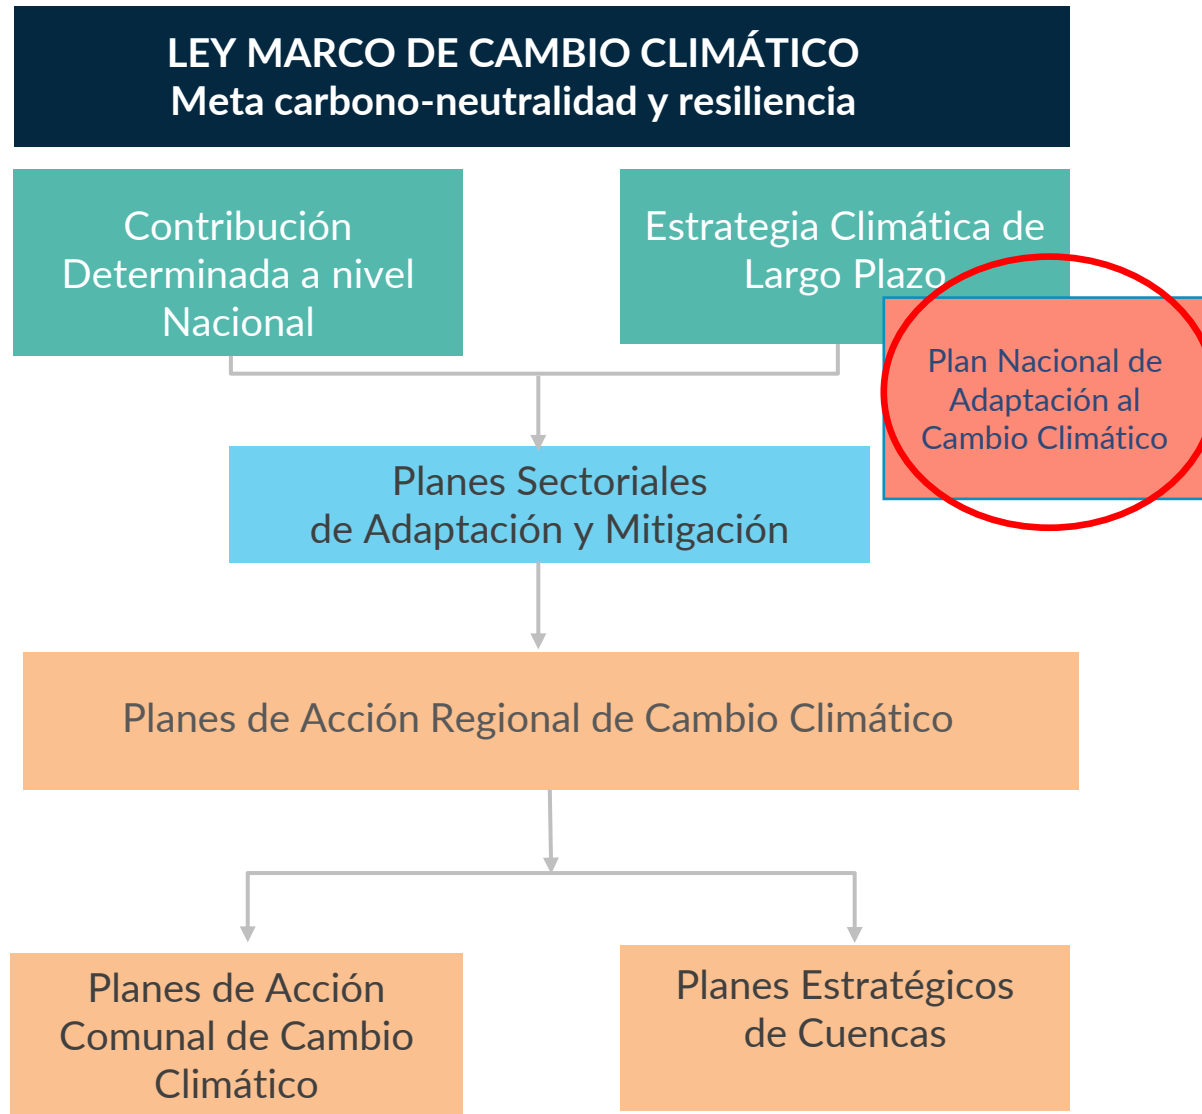 LEY MARCO DE CAMBIO CLIMÁTICO
Meta carbono-neutralidad y resiliencia
Contribución
Determinada a nivel
Nacional
Estrategia Climática de
Largo Plazo
Plan Nacional de
Adaptación al
Cambio Climático
Planes Sectoriales
de Adaptación y Mitigación
Planes de Acción Regional de Cambio Climático
Planes de Acción
Comunal de Cambio
Climático
Planes Estratégicos
de Cuencas